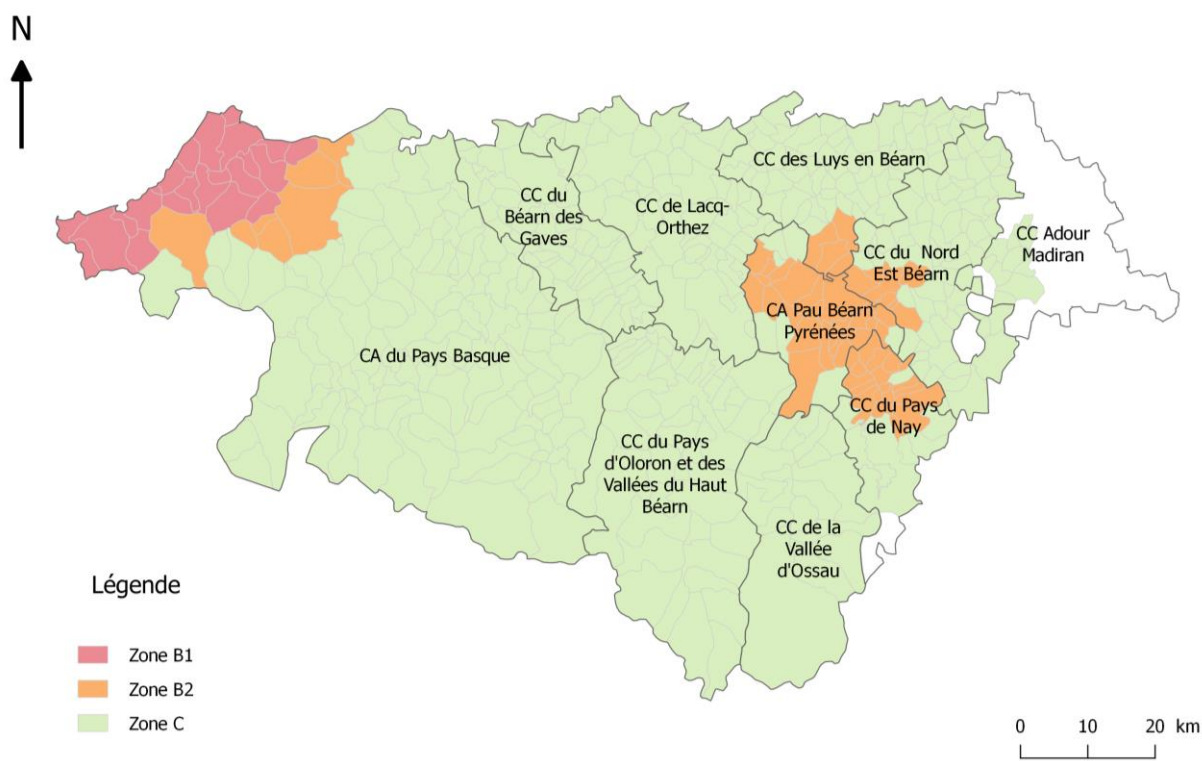 N
CC des Luys en Béarn
CC du
Béarn des
Gaves
CC de Lacq-
Orthez
CC du  Nord
Est Béarn
CC Adour
Madiran
CA Pau Béarn
Pyrénées
CA du Pays Basque
CC du Pays
de Nay
CC du Pays
d'Oloron et des
Vallées du Haut
Béarn
CC de la
Vallée
d'Ossau
Légende
Zone B1
Zone B2
Zone C
0 10 20 km